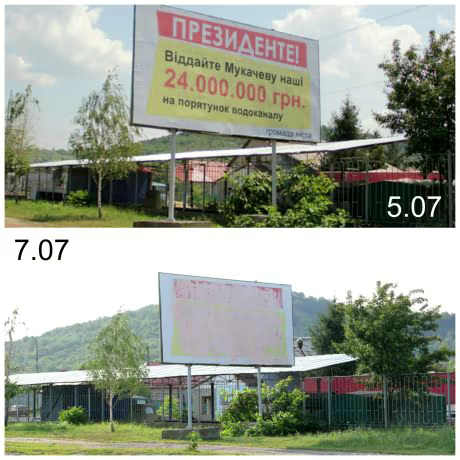 ПРЕЗИДЕНТЕ!
Віддайте Мукачеву наші
24.000.000 грн.
на порятунок водоканалу
громада міста
5.07
7.07